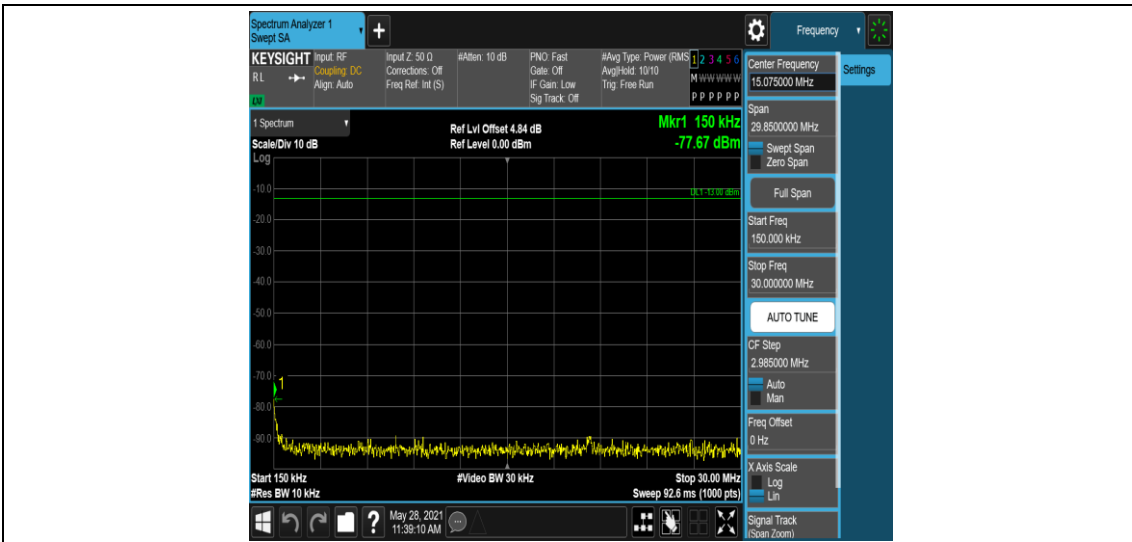 Spectrum Analyzer 1
Swept SA
+
Frequency
KEYSIGHT
RL
LXI
Input: RF
Coupling: DC
Align: Auto
Input Z: 50 Ω
Corrections: Off
Freq Ref: Int (S)
#Atten: 10 dB
PNO: Fast
Gate: Off
IF Gain: Low
Sig Track: Off
#Avg Type: Power (RMS
Avg|Hold: 10/10
Trig: Free Run
1 2 3 4 5 6
M W W W W W
P P P P P P
Center Frequency
15.075000 MHz
Settings
Span
29.8500000 MHz
Swept Span
Zero Span
Full Span
Start Freq
150.000 kHz
Stop Freq
30.000000 MHz
AUTO TUNE
CF Step
2.985000 MHz
Auto
Man
Freq Offset
0 Hz
X Axis Scale
Log
Lin
Signal Track
(Span Zoom)
1 Spectrum
Scale/Div 10 dB
Log
Ref Lvl Offset 4.84 dB
Ref Level 0.00 dBm
Mkr1 150 kHz
-77.67 dBm
DL1 -13.00 dBm
-10.0
-20.0
-30.0
-40.0
-50.0
-60.0
-70.0
1
-80.0
-90.0
Start 150 kHz
#Res BW 10 kHz
#Video BW 30 kHz
Stop 30.00 MHz
Sweep 92.6 ms (1000 pts)
?
May 28, 2021
11:39:10 AM